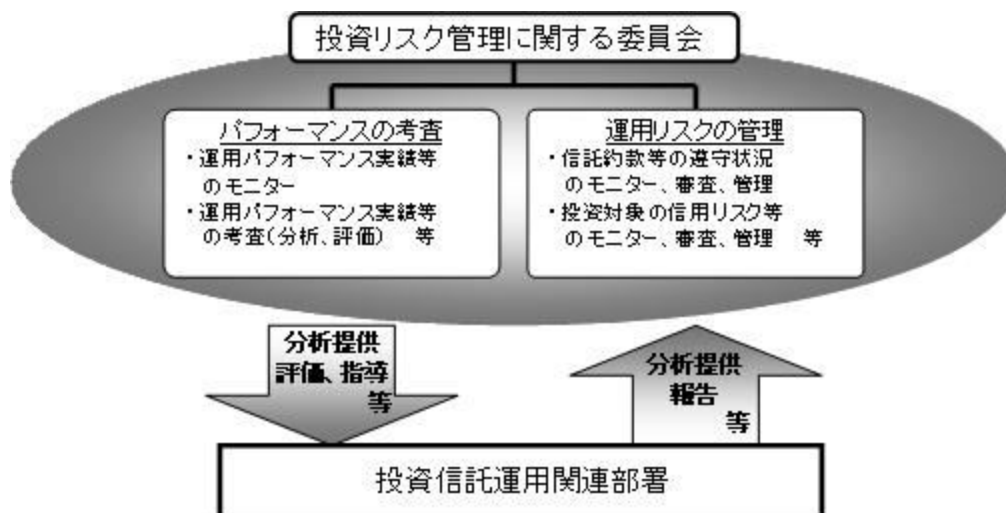 投資リスク管理に関する委員会
パフォーマンスの考査
・運用パフォーマンス実績等
のモニター
・運用パフォーマンス実績等
の考査(分析、評価) 等
運用リスクの管理
・信託約款等の遵守状況
のモニター、審査、管理
・投資対象の信用リスク等
のモニター、審査、管理 等
分析提供
評価、指導
等
分析提供
報告
等
投資信託運用関連部署